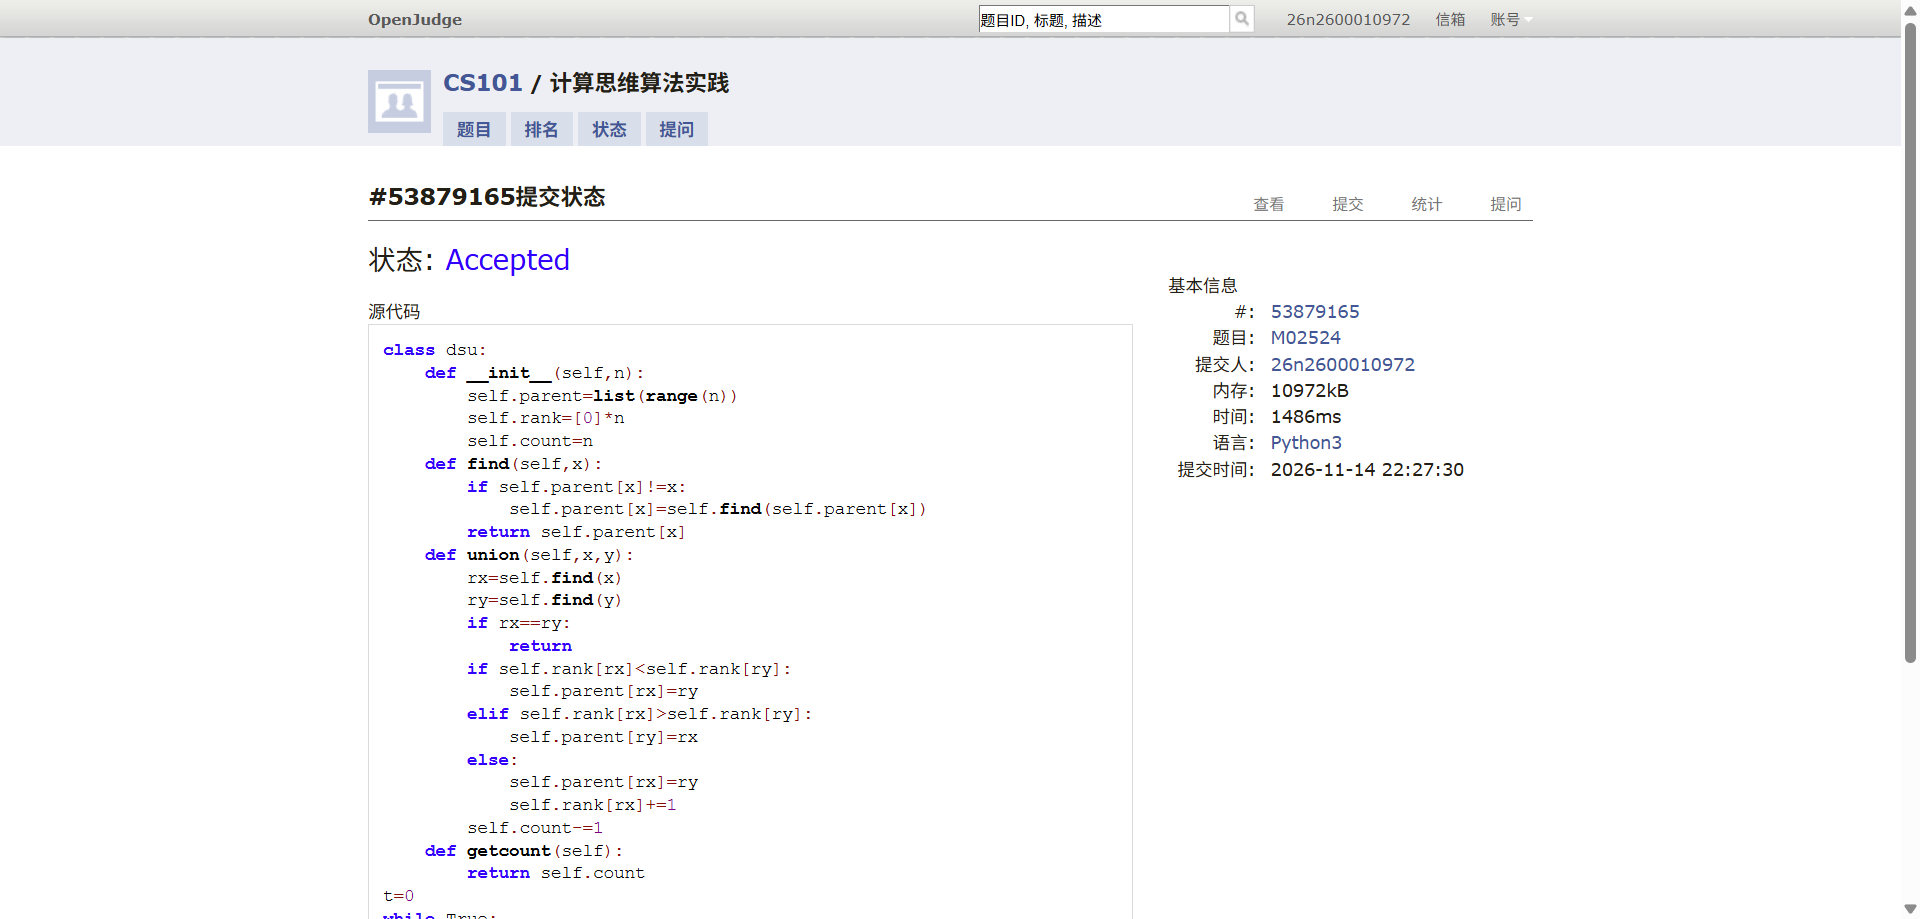 OpenJudge
题目ID, 标题, 描述
26n2600010972 信箱 账号
CS101 / 计算思维算法实践
题目 排名 状态 提问
#53879165提交状态
查看 提交 统计 提问
状态: Accepted
源代码
class dsu:
    def __init__(self,n):
        self.parent=list(range(n))
        self.rank=[0]*n
        self.count=n
    def find(self,x):
        if self.parent[x]!=x:
            self.parent[x]=self.find(self.parent[x])
        return self.parent[x]
    def union(self,x,y):
        rx=self.find(x)
        ry=self.find(y)
        if rx==ry:
            return
        if self.rank[rx]<self.rank[ry]:
            self.parent[rx]=ry
        elif self.rank[rx]>self.rank[ry]:
            self.parent[ry]=rx
        else:
            self.parent[rx]=ry
            self.rank[rx]+=1
        self.count-=1
    def getcount(self):
        return self.count
t=0
while True:
基本信息
#: 53879165
题目: M02524
提交人: 26n2600010972
内存: 10972kB
时间: 1486ms
语言: Python3
提交时间: 2026-11-14 22:27:30